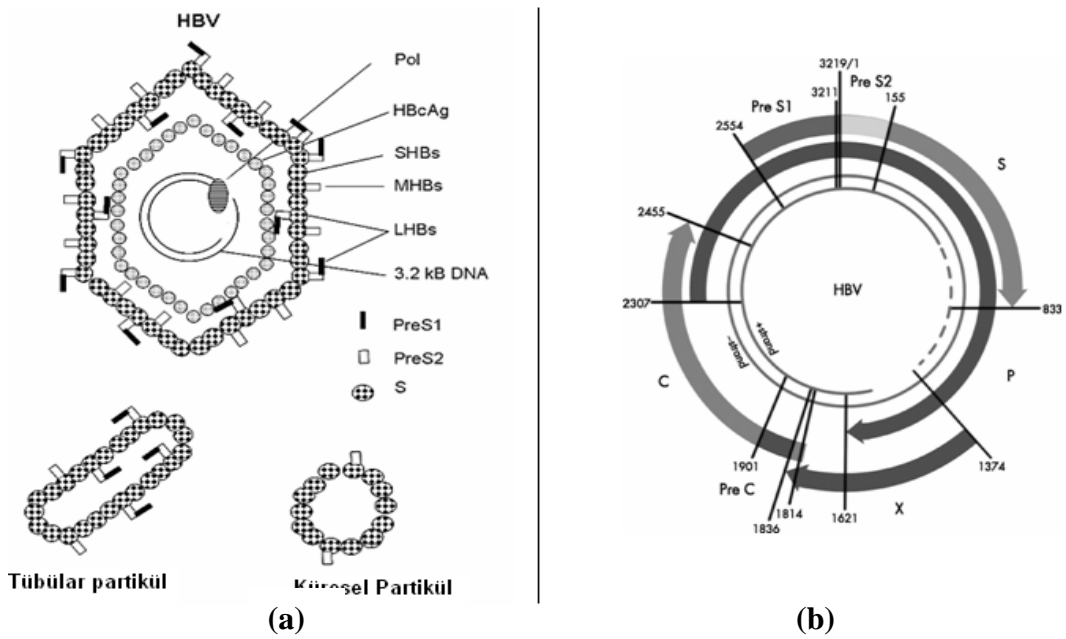 HBV
Pol
HBcAg
SHBs
MHBs
LHBs
3.2 kB DNA
PreS1
PreS2
S
Tübülar partikül
Küresel Partikül
(a)
3219/1
Pre S2
3211
155
Pre S1
2554
S
2455
HBV
2307
833
+strand
-strand
C
P
1901
1374
Pre C
1814
1836
1621
X
(b)